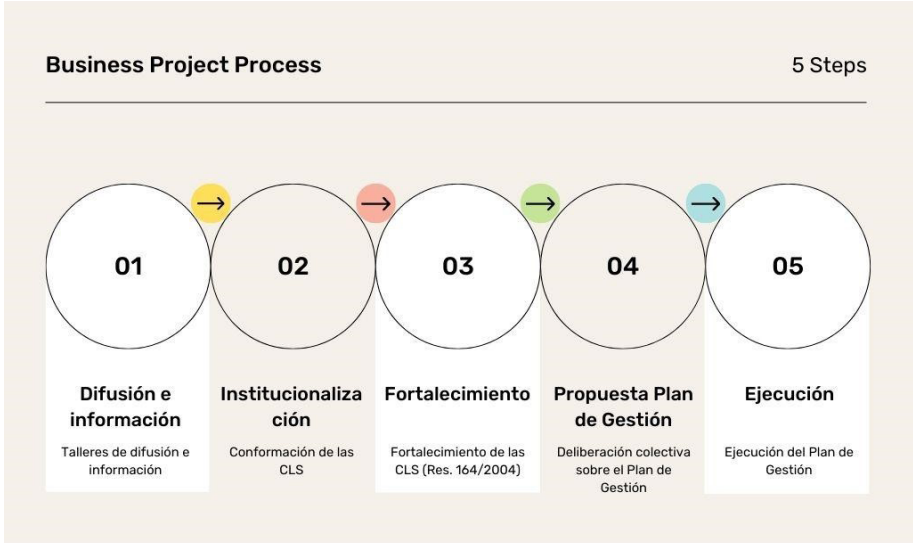 Business Project Process
5 Steps
01
02
03
04
05
Difusión e
información
Talleres de difusión e
información
Institucionaliza
ción
Conformación de las
CLS
Fortalecimiento
Fortalecimiento de las
CLS (Res. 164/2004)
Propuesta Plan
de Gestión
Deliberación colectiva
sobre el Plan de
Gestión
Ejecución
Ejecución del Plan de
Gestión